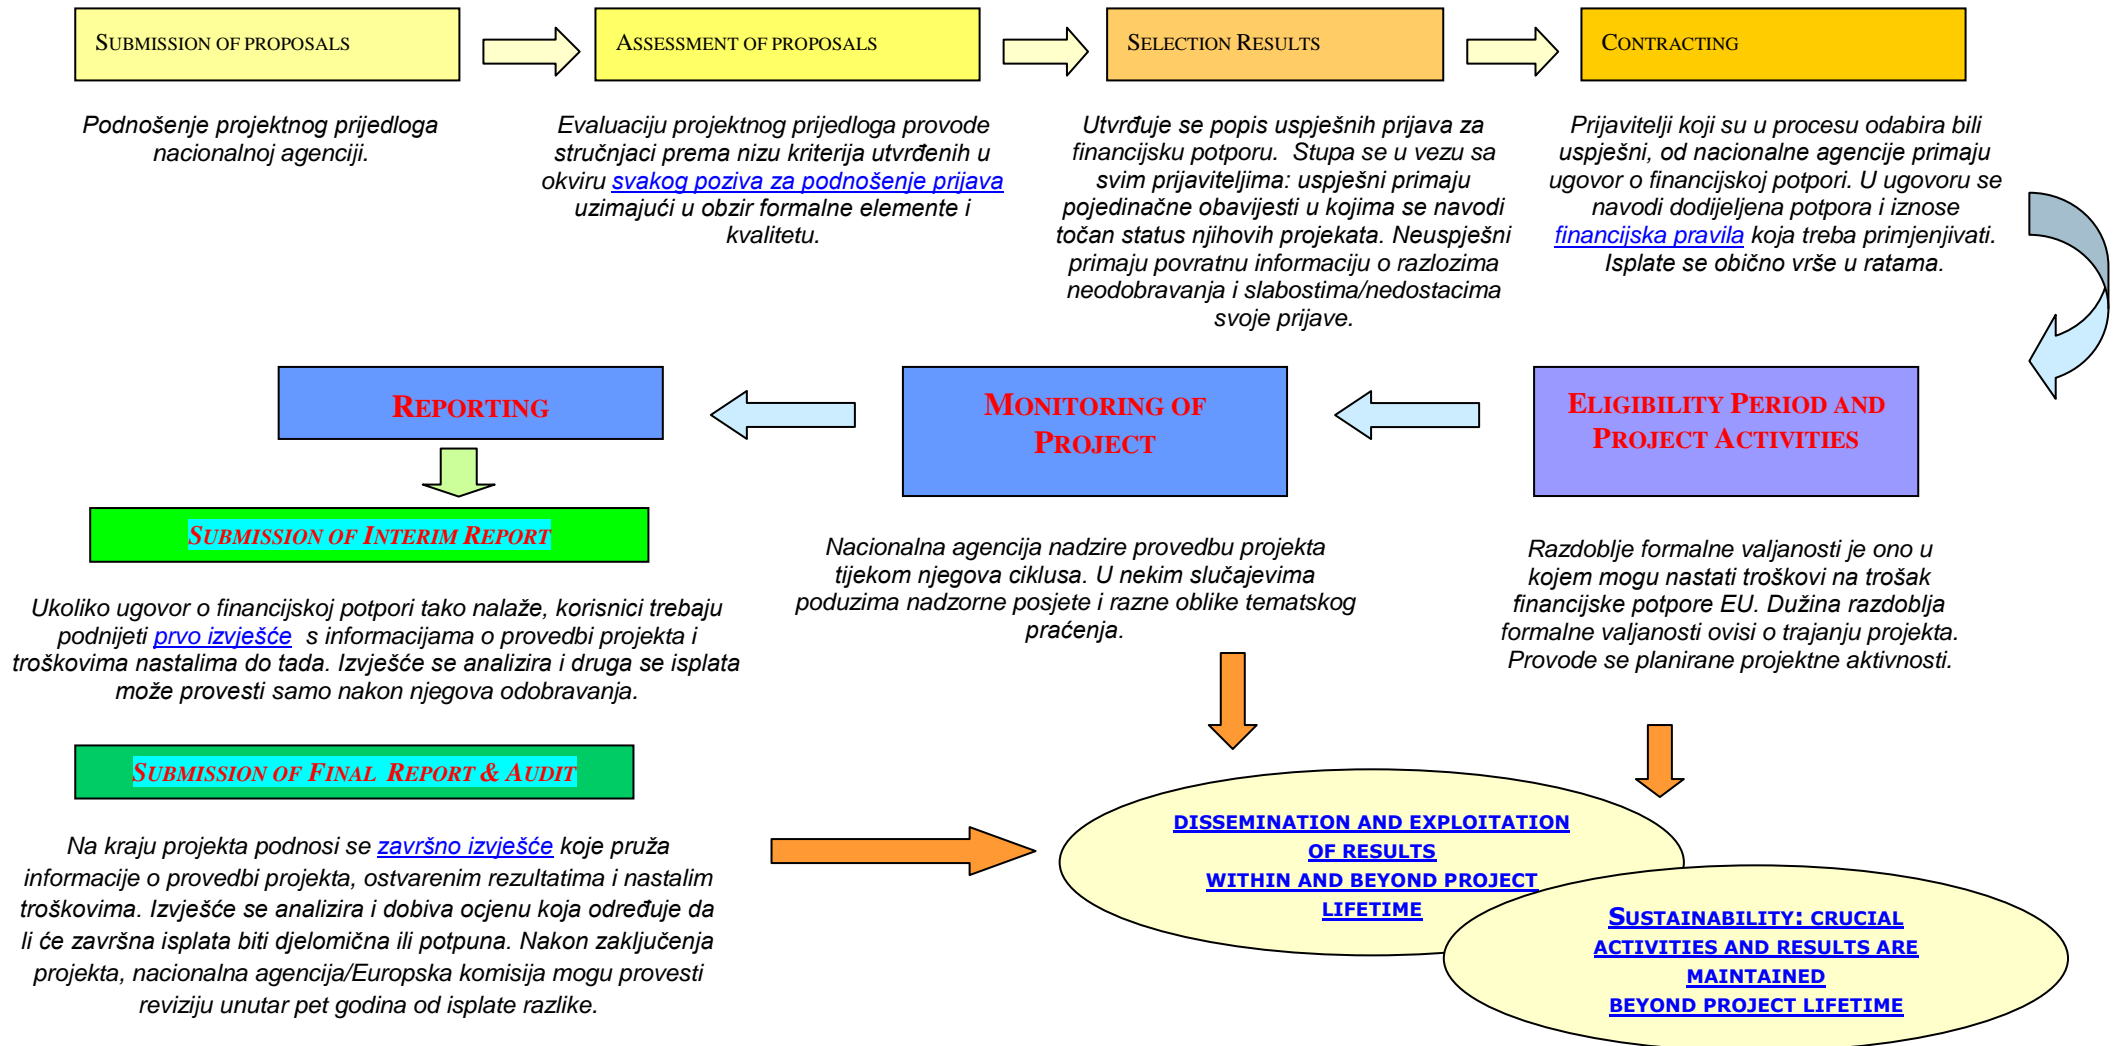 SUBMISSION OF PROPOSALS
ASSESSMENT OF PROPOSALS
SELECTION RESULTS
CONTRACTING
Podnošenje projektnog prijedloga
nacionalnoj agenciji.
Evaluaciju projektnog prijedloga provode
stručnjaci prema nizu kriterija utvrđenih u
okviru svakog poziva za podnošenje prijava
uzimajući u obzir formalne elemente i
kvalitetu.
Utvrđuje se popis uspješnih prijava za
financijsku potporu.  Stupa se u vezu sa
svim prijaviteljima: uspješni primaju
pojedinačne obavijesti u kojima se navodi
točan status njihovih projekata. Neuspješni
primaju povratnu informaciju o razlozima
neodobravanja i slabostima/nedostacima
svoje prijave.
Prijavitelji koji su u procesu odabira bili
uspješni, od nacionalne agencije primaju
ugovor o financijskoj potpori. U ugovoru se
navodi dodijeljena potpora i iznose
financijska pravila koja treba primjenjivati.
Isplate se obično vrše u ratama.
REPORTING
MONITORING OF
PROJECT
ELIGIBILITY PERIOD AND
PROJECT ACTIVITIES
SUBMISSION OF INTERIM REPORT
Ukoliko ugovor o financijskoj potpori tako nalaže, korisnici trebaju
podnijeti prvo izvješće  s informacijama o provedbi projekta i
troškovima nastalima do tada. Izvješće se analizira i druga se isplata
može provesti samo nakon njegova odobravanja.
Nacionalna agencija nadzire provedbu projekta
tijekom njegova ciklusa. U nekim slučajevima
poduzima nadzorne posjete i razne oblike tematskog
praćenja.
Razdoblje formalne valjanosti je ono u
kojem mogu nastati troškovi na trošak
financijske potpore EU. Dužina razdoblja
formalne valjanosti ovisi o trajanju projekta.
Provode se planirane projektne aktivnosti.
SUBMISSION OF FINAL  REPORT & AUDIT
Na kraju projekta podnosi se završno izvješće koje pruža
informacije o provedbi projekta, ostvarenim rezultatima i nastalim
troškovima. Izvješće se analizira i dobiva ocjenu koja određuje da
li će završna isplata biti djelomična ili potpuna. Nakon zaključenja
projekta, nacionalna agencija/Europska komisija mogu provesti
reviziju unutar pet godina od isplate razlike.
DISSEMINATION AND EXPLOITATION
OF RESULTS
WITHIN AND BEYOND PROJECT
LIFETIME
SUSTAINABILITY: CRUCIAL
ACTIVITIES AND RESULTS ARE
MAINTAINED
BEYOND PROJECT LIFETIME